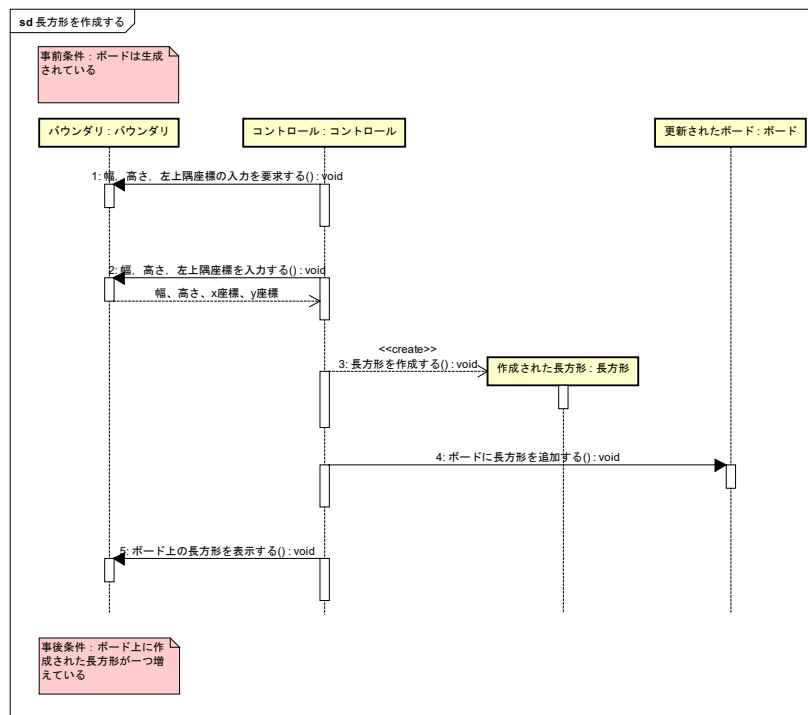 sd 長方形を作成する
事前条件 : ボードは生成
されている
バウンダリ : バウンダリ
コントロール : コントロール
更新されたボード : ボード
1: 幅，高さ，左上隅座標の入力を要求する() : void
2: 幅，高さ，左上隅座標を入力する() : void
幅、高さ、x座標、y座標
<<create>>
3: 長方形を作成する() : void
作成された長方形 : 長方形
4: ボードに長方形を追加する() : void
5: ボード上の長方形を表示する() : void
事後条件 : ボード上に作
成された長方形が一つ増
えている